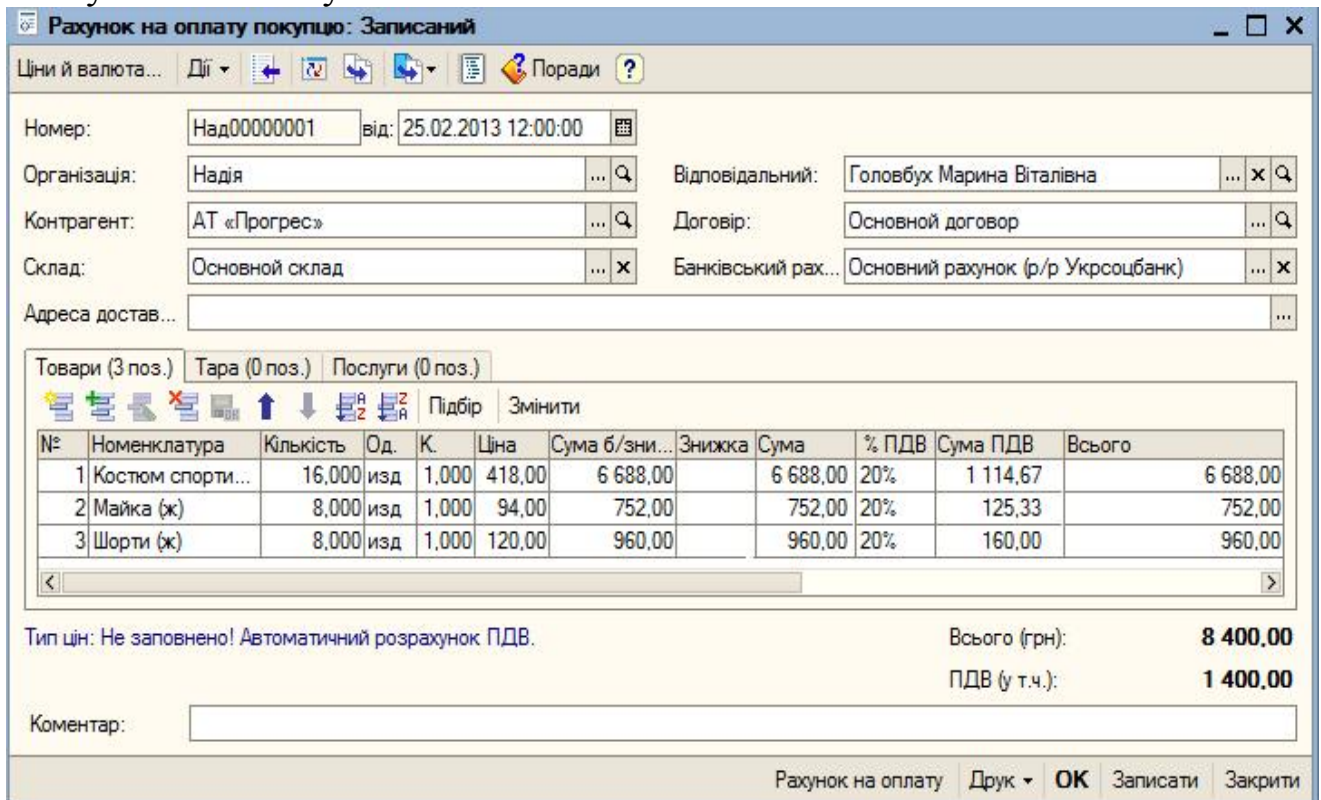 Рахунок на оплату покупцю: Записаний
Ціни й валюта... Дії Поради ?
Номер: Над00000001 від: 25.02.2013 12:00:00
Організація: Надія ... Відповідальний: Головбух Марина Віталівна ... x
Контрагент: АТ «Прогрес» ... Договір: Основной договор ...
Склад: Основной склад ... x Банківський рах... Основний рахунок (р/р Укрсоцбанк) ... x
Адреса достав... ...
Товари (3 поз.) Тара (0 поз.) Послуги (0 поз.)
Підбір Змінити
№ Номенклатура Кількість Од. К. Ціна Сума б/зни... Знижка Сума % ПДВ Сума ПДВ Всього
1 Костюм спорти... 16,000 изд 1,000 418,00 6 688,00 6 688,00 20% 1 114,67 6 688,00
2 Майка (ж) 8,000 изд 1,000 94,00 752,00 752,00 20% 125,33 752,00
3 Шорти (ж) 8,000 изд 1,000 120,00 960,00 960,00 20% 160,00 960,00
Тип цін: Не заповнено! Автоматичний розрахунок ПДВ. Всього (грн): 8 400,00
ПДВ (у т.ч.): 1 400,00
Коментар:
Рахунок на оплату Друк OK Записати Закрити